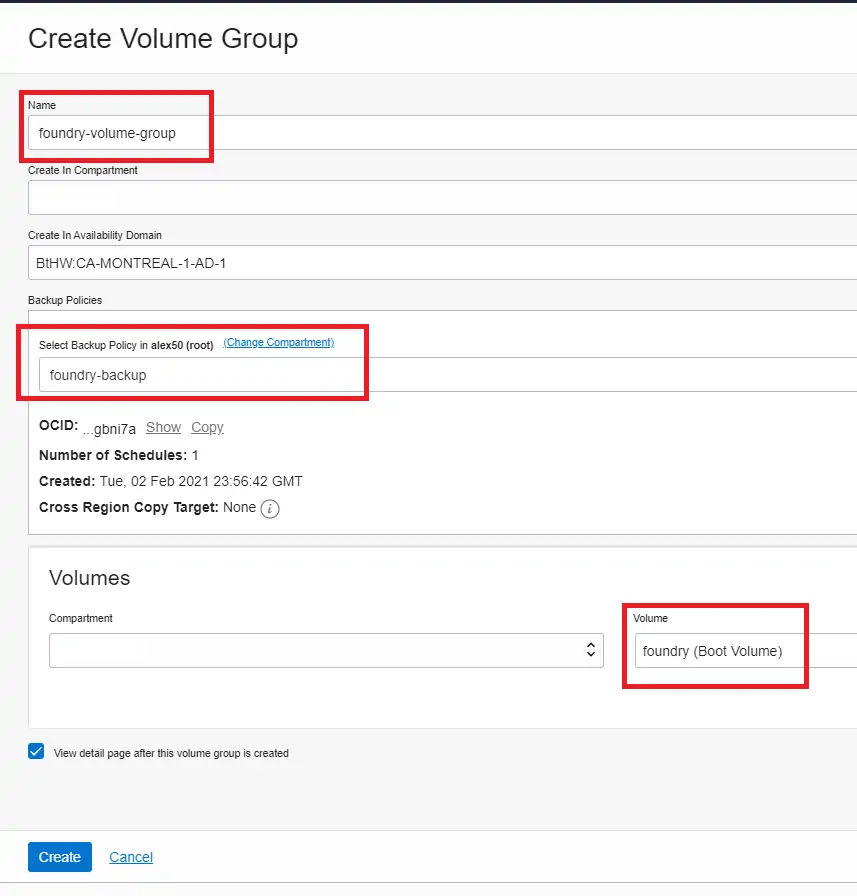 Create Volume Group
Name
foundry-volume-group
Create In Compartment
Create In Availability Domain
BtHW:CA-MONTREAL-1-AD-1
Backup Policies
Select Backup Policy in alex50 (root) (Change Compartment)
foundry-backup
OCID: ...gbni7a Show Copy
Number of Schedules: 1
Created: Tue, 02 Feb 2021 23:56:42 GMT
Cross Region Copy Target: None i
Volumes
Compartment Volume
foundry (Boot Volume)
View detail page after this volume group is created
Create Cancel